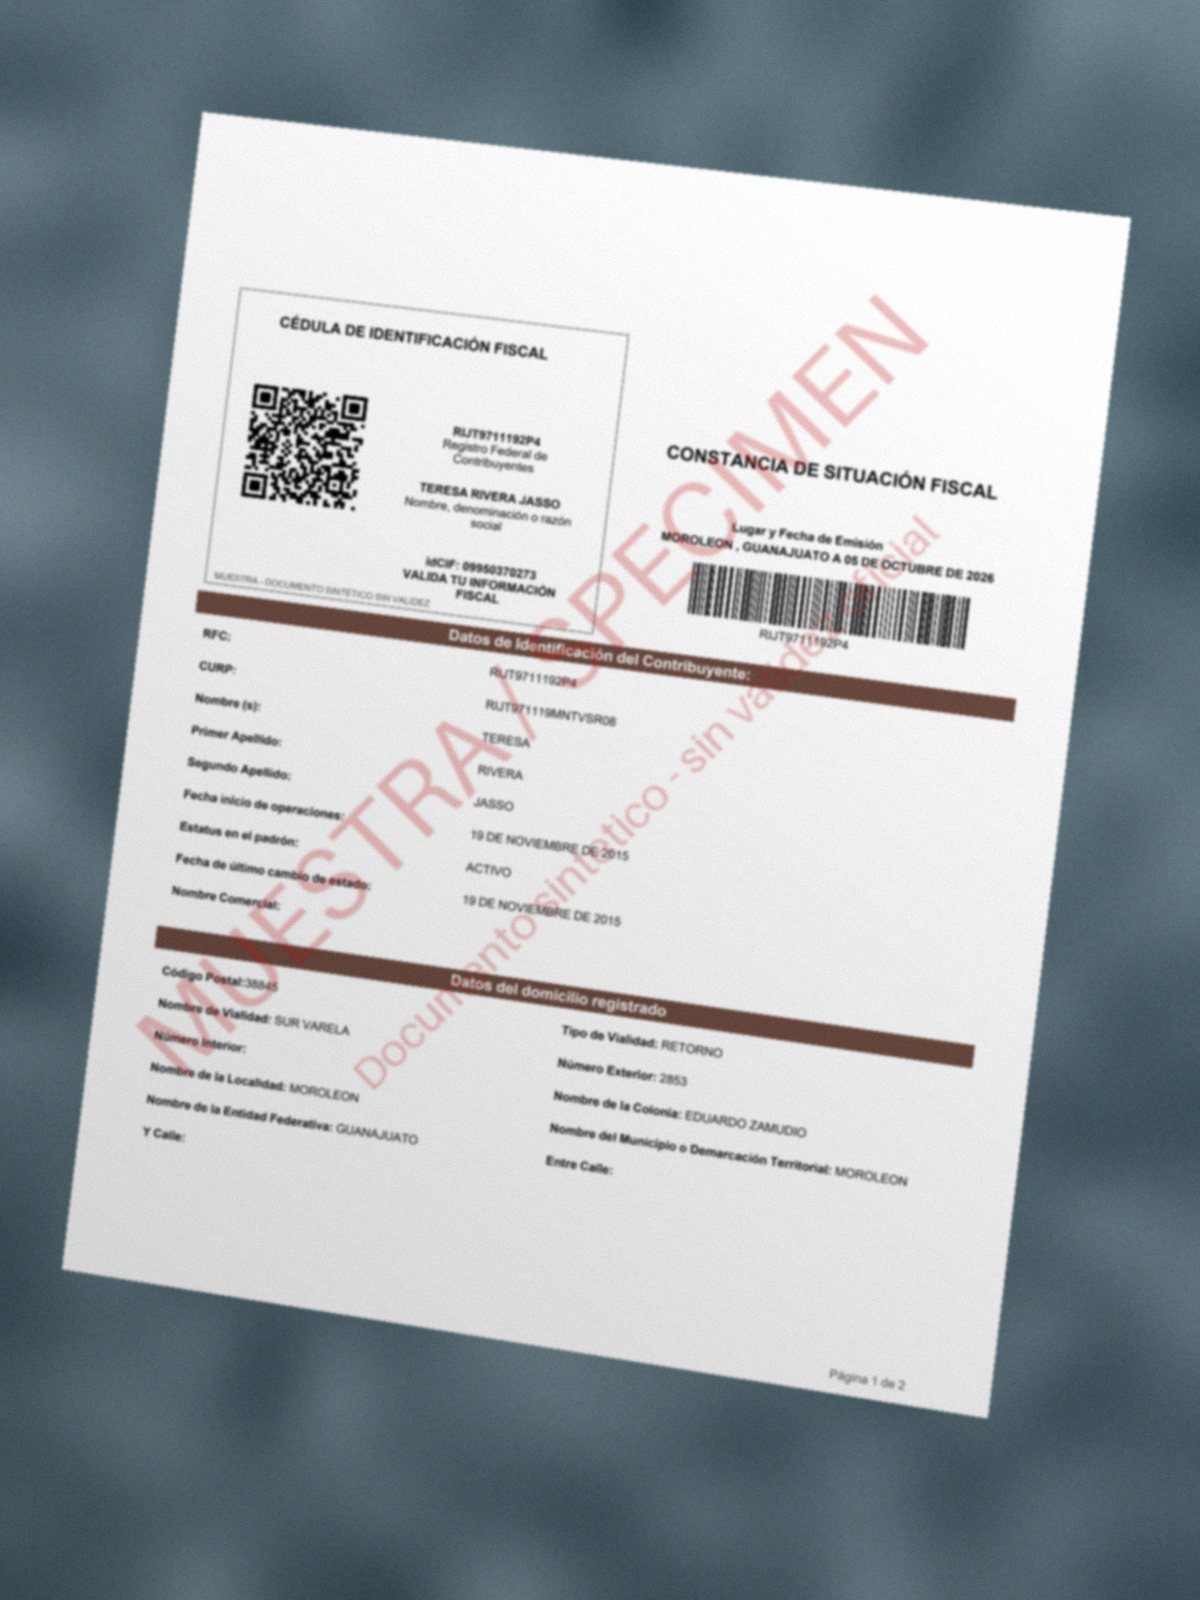 CÉDULA DE IDENTIFICACIÓN FISCAL
RIJT9711192P4
Registro Federal de
Contribuyentes
TERESA RIVERA JASSO
Nombre, denominación o razón
social
idCIF: 09950370273
VALIDA TU INFORMACIÓN
FISCAL
MUESTRA - DOCUMENTO SINTÉTICO SIN VALIDEZ
CONSTANCIA DE SITUACIÓN FISCAL
Lugar y Fecha de Emisión
MOROLEON , GUANAJUATO A 05 DE OCTUBRE DE 2026
RIJT9711192P4
Datos de Identificación del Contribuyente:
RFC: RIJT9711192P4
CURP: RIJT971119MNTVSR08
Nombre (s): TERESA
Primer Apellido: RIVERA
Segundo Apellido: JASSO
Fecha inicio de operaciones: 19 DE NOVIEMBRE DE 2015
Estatus en el padrón: ACTIVO
Fecha de último cambio de estado: 19 DE NOVIEMBRE DE 2015
Nombre Comercial:
Datos del domicilio registrado
Código Postal:38845
Nombre de Vialidad: SUR VARELA
Tipo de Vialidad: RETORNO
Número Interior:
Número Exterior: 2853
Nombre de la Localidad: MOROLEON
Nombre de la Colonia: EDUARDO ZAMUDIO
Nombre de la Entidad Federativa: GUANAJUATO
Nombre del Municipio o Demarcación Territorial: MOROLEON
Y Calle:
Entre Calle:
Página 1 de 2
MUESTRA / SPECIMEN
Documento sintético - sin validez oficial